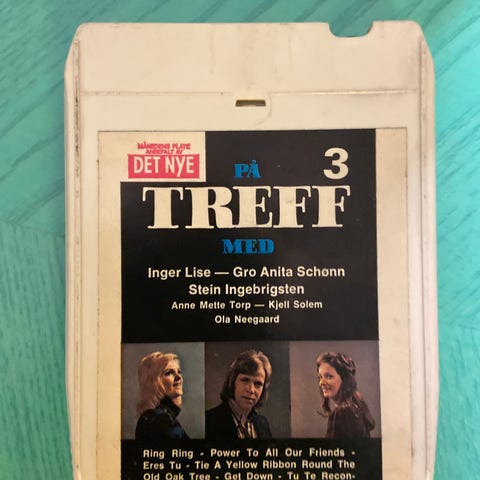 MÅNEDENS PLATE
ANBEFALT AV
DET NYE
PÅ
3
TREFF
MED
Inger Lise — Gro Anita Schønn
Stein Ingebrigsten
Anne Mette Torp — Kjell Solem
Ola Neegaard
Ring Ring - Power To All Our Friends -
Eres Tu - Tie A Yellow Ribbon Round The
Old Oak Tree - Get Down - Tu Te Recon-